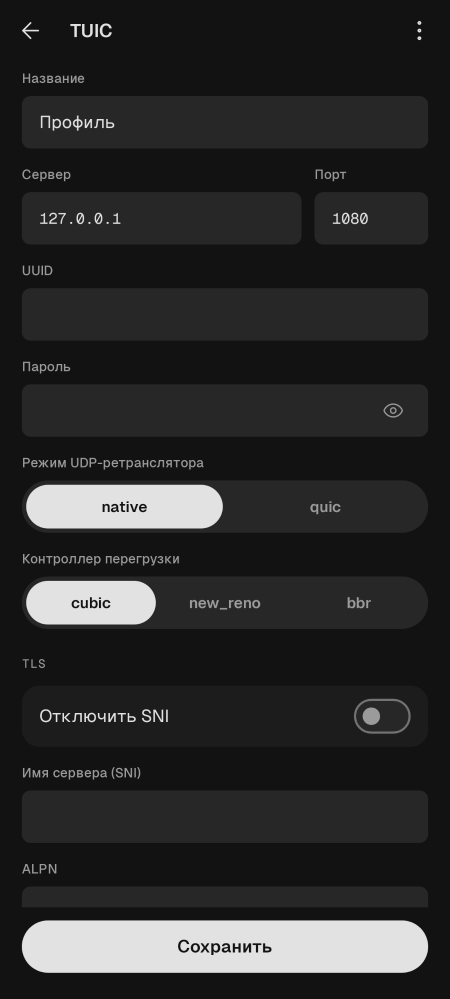 TUIC
Название
Профиль
Сервер
Порт
127.0.0.1
1080
UUID
Пароль
Режим UDP-ретранслятора
native
quic
Контроллер перегрузки
cubic
new_reno
bbr
TLS
Отключить SNI
Имя сервера (SNI)
ALPN
Сохранить